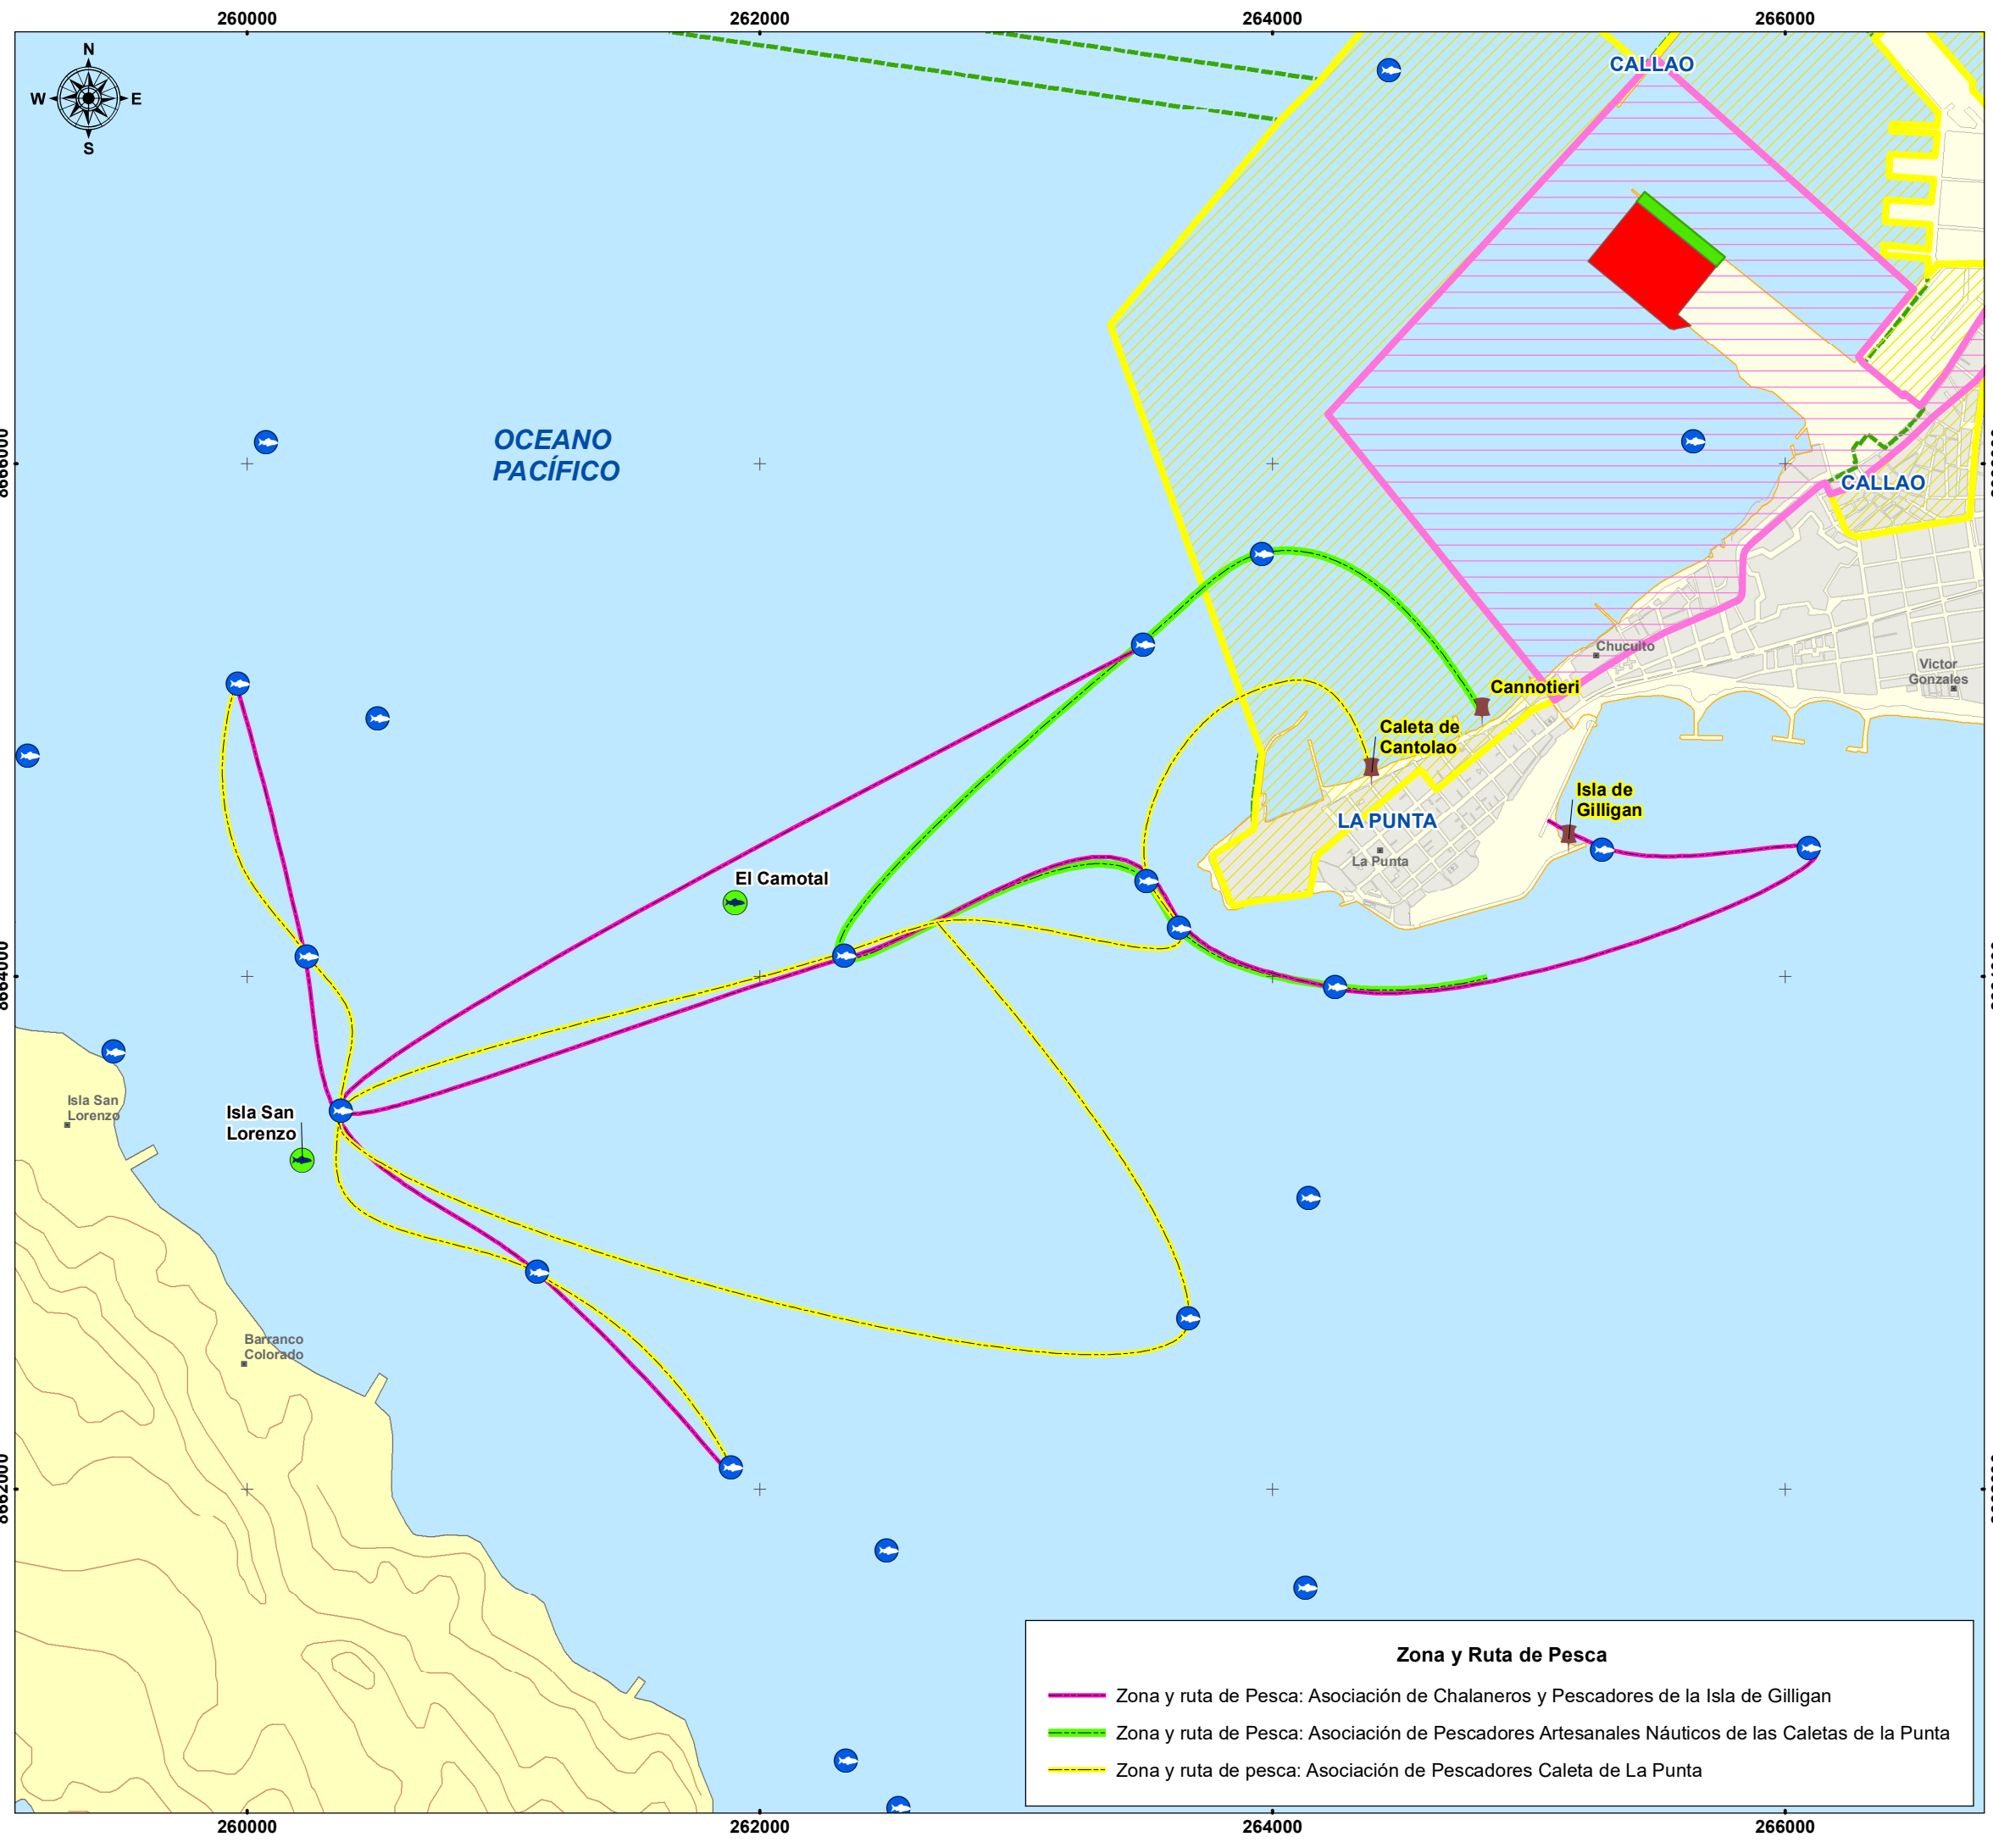 260000
262000
264000
266000
N
W E
S
CALLAO
OCEANO
PACÍFICO
CALLAO
Chucuito
Victor
Gonzales
Cannotieri
Caleta de
Cantolao
Isla de
Gilligan
LA PUNTA
La Punta
El Camotal
8664000
Isla San
Lorenzo
Isla San
Lorenzo
Barranco
Colorado
Zona y Ruta de Pesca
Zona y ruta de Pesca: Asociación de Chalaneros y Pescadores de la Isla de Gilligan
Zona y ruta de Pesca: Asociación de Pescadores Artesanales Náuticos de las Caletas de la Punta
Zona y ruta de pesca: Asociación de Pescadores Caleta de La Punta
260000
262000
264000
266000